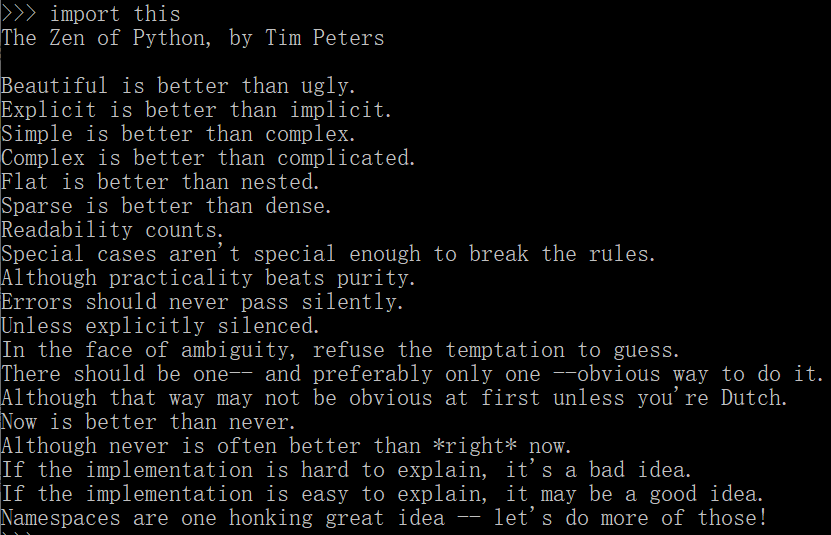 >>> import this
The Zen of Python, by Tim Peters

Beautiful is better than ugly.
Explicit is better than implicit.
Simple is better than complex.
Complex is better than complicated.
Flat is better than nested.
Sparse is better than dense.
Readability counts.
Special cases aren't special enough to break the rules.
Although practicality beats purity.
Errors should never pass silently.
Unless explicitly silenced.
In the face of ambiguity, refuse the temptation to guess.
There should be one-- and preferably only one --obvious way to do it.
Although that way may not be obvious at first unless you're Dutch.
Now is better than never.
Although never is often better than *right* now.
If the implementation is hard to explain, it's a bad idea.
If the implementation is easy to explain, it may be a good idea.
Namespaces are one honking great idea -- let's do more of those!
>>>